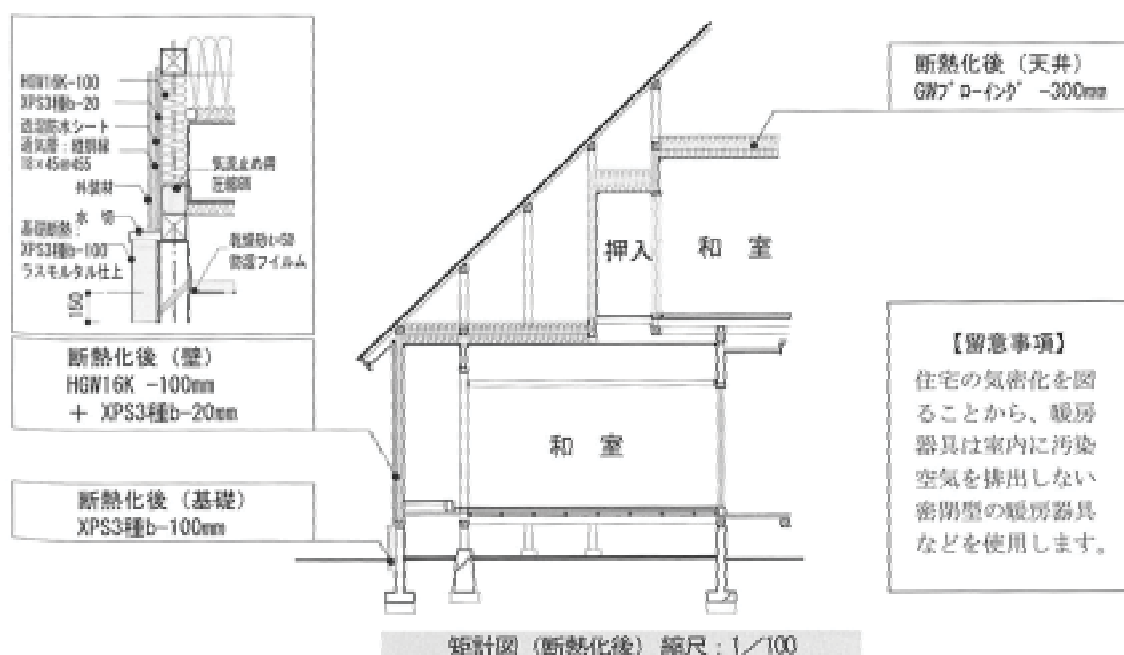 HGW16K-100
XPS3種b-20
透湿防水シート
通気層:縦胴縁
18×45@455
外装材
水切
基礎断熱:
XPS3種b-100
ラスモルタル仕上
150
気流止め用
圧縮GW
乾燥砂い50
防湿フィルム
断熱化後(壁)
HGW16K -100mm
+ XPS3種b-20mm
断熱化後(基礎)
XPS3種b-100mm
断熱化後(天井)
GWブローイング -300mm
押入
和室
和室
【留意事項】
住宅の気密化を図
ることから、暖房
器具は室内に汚染
空気を排出しない
密閉型の暖房器具
などを使用します。
矩計図(断熱化後)縮尺:1/100